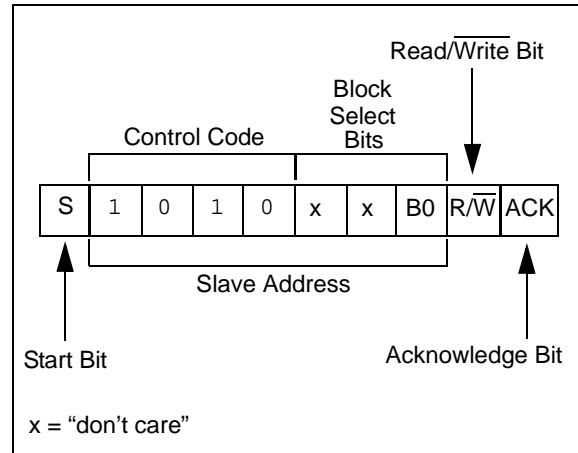 Read/Write Bit
Block
Select
Bits
Control Code
S 1 0 1 0 x x B0 R/W ACK
Slave Address
Start Bit
Acknowledge Bit
x = “don’t care”